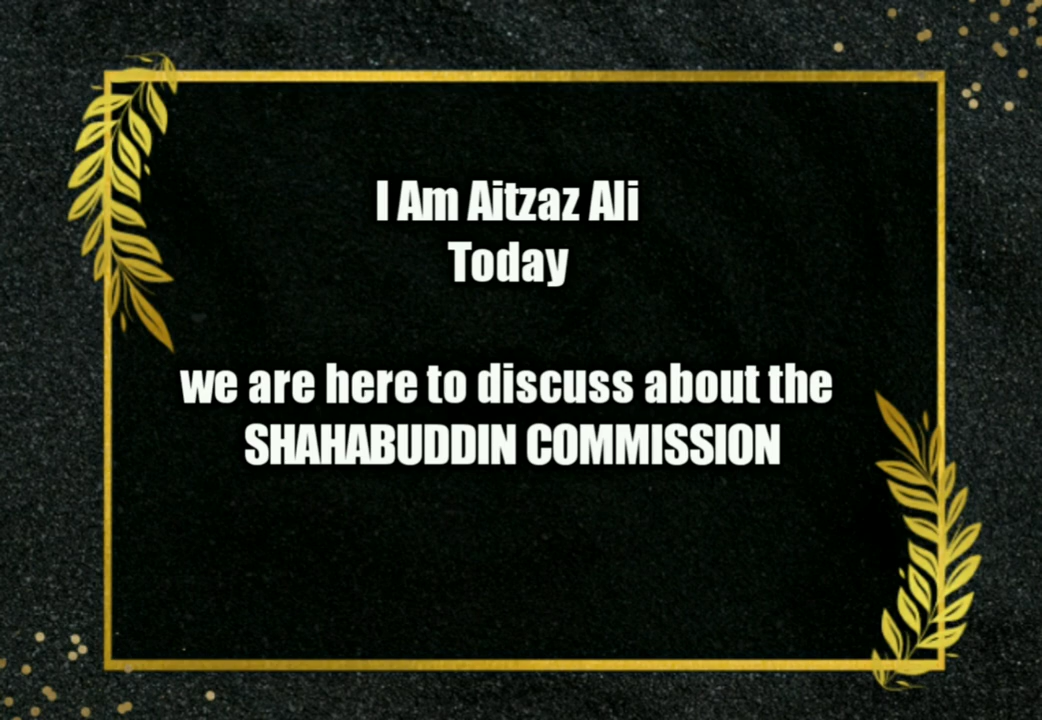 I Am Aitzaz Ali
Today
we are here to discuss about the
SHAHABUDDIN COMMISSION